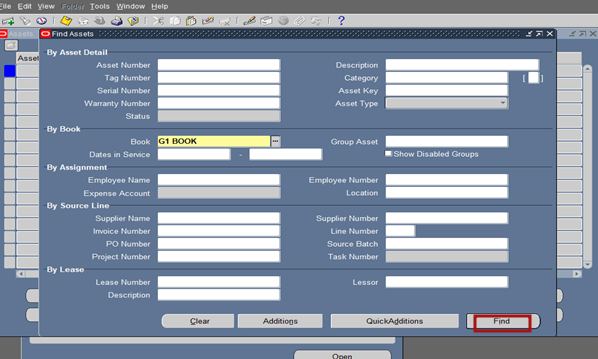 File Edit View Folder Tools Window Help
Assets
Find Assets
Asset
By Asset Detail
Asset Number Description
Tag Number Category [ ]
Serial Number Asset Key
Warranty Number Asset Type
Status
By Book
Book G1 BOOK ... Group Asset
Dates in Service - Show Disabled Groups
By Assignment
Employee Name Employee Number
Expense Account Location
By Source Line
Supplier Name Supplier Number
Invoice Number Line Number
PO Number Source Batch
Project Number Task Number
By Lease
Lease Number Lessor
Description
Clear Additions QuickAdditions Find
Open